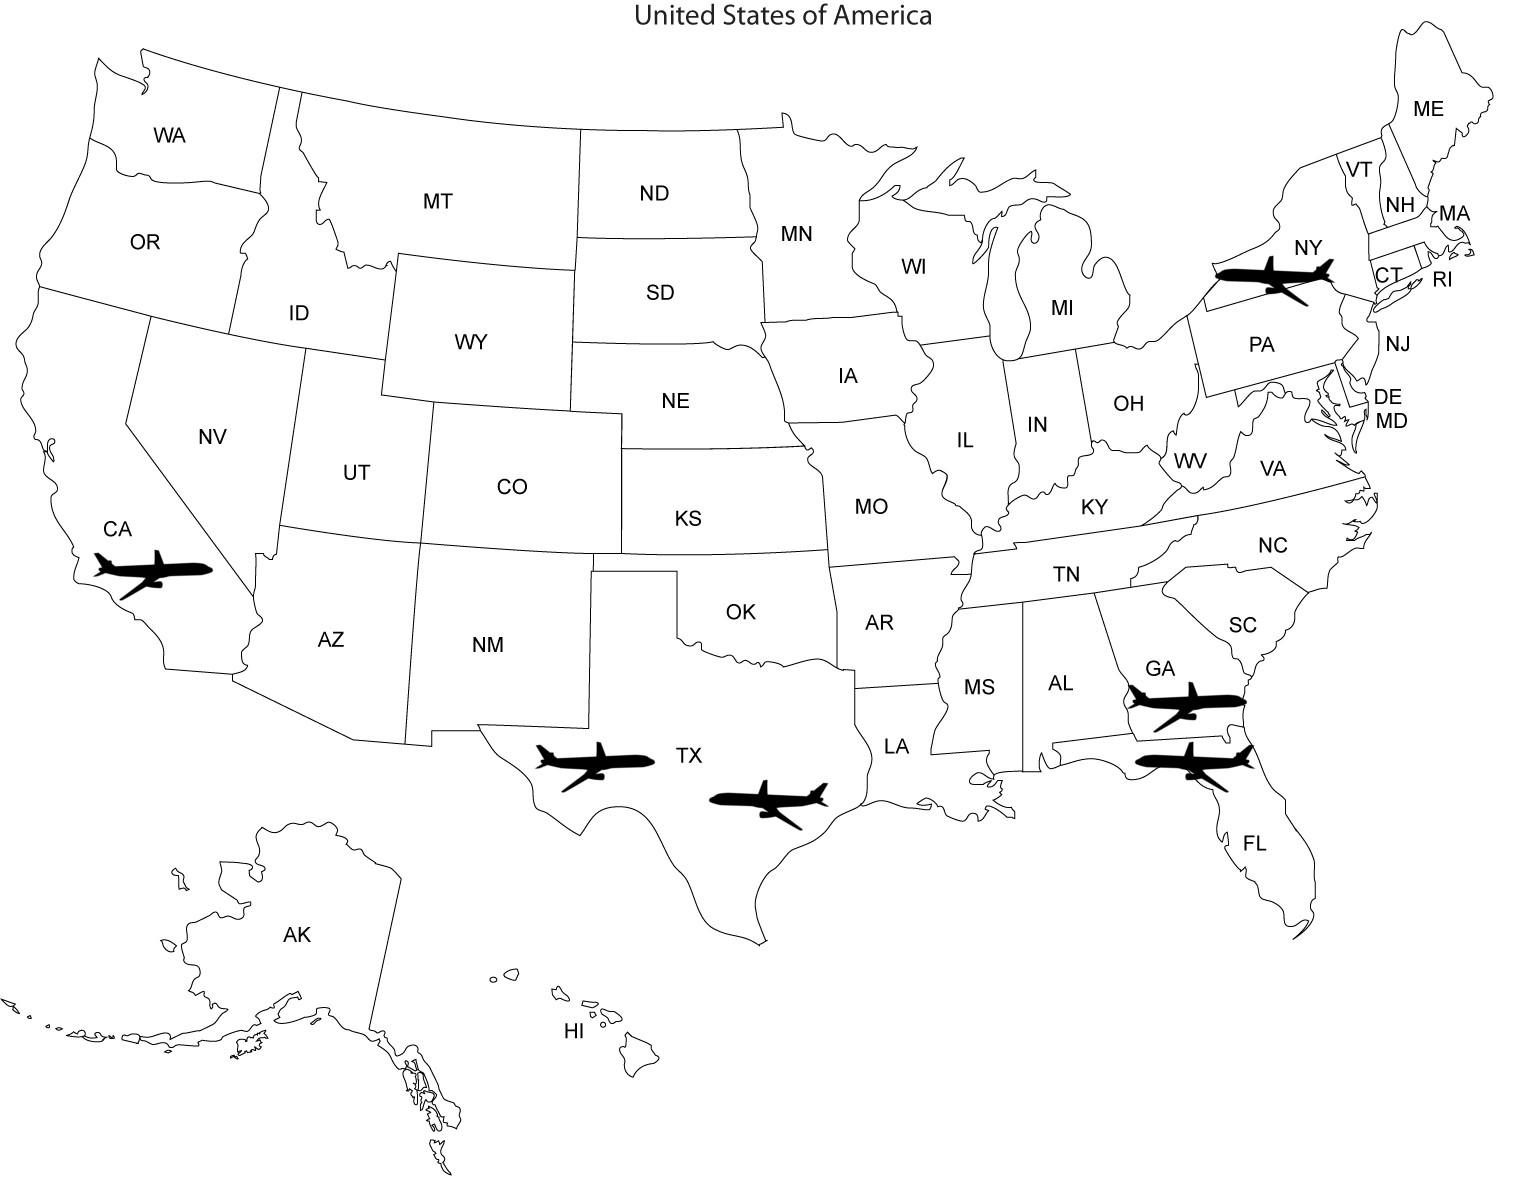 United States of America
ME
WA
VT
ND
MT
NH
MA
MN
OR
NY
WI
CT
RI
SD
MI
ID
WY
PA
NJ
IA
NE
DE
OH
MD
IN
NV
IL
WV
VA
UT
CO
MO
KY
KS
CA
NC
TN
OK
AR
SC
AZ
NM
GA
MS
AL
LA
TX
FL
AK
HI